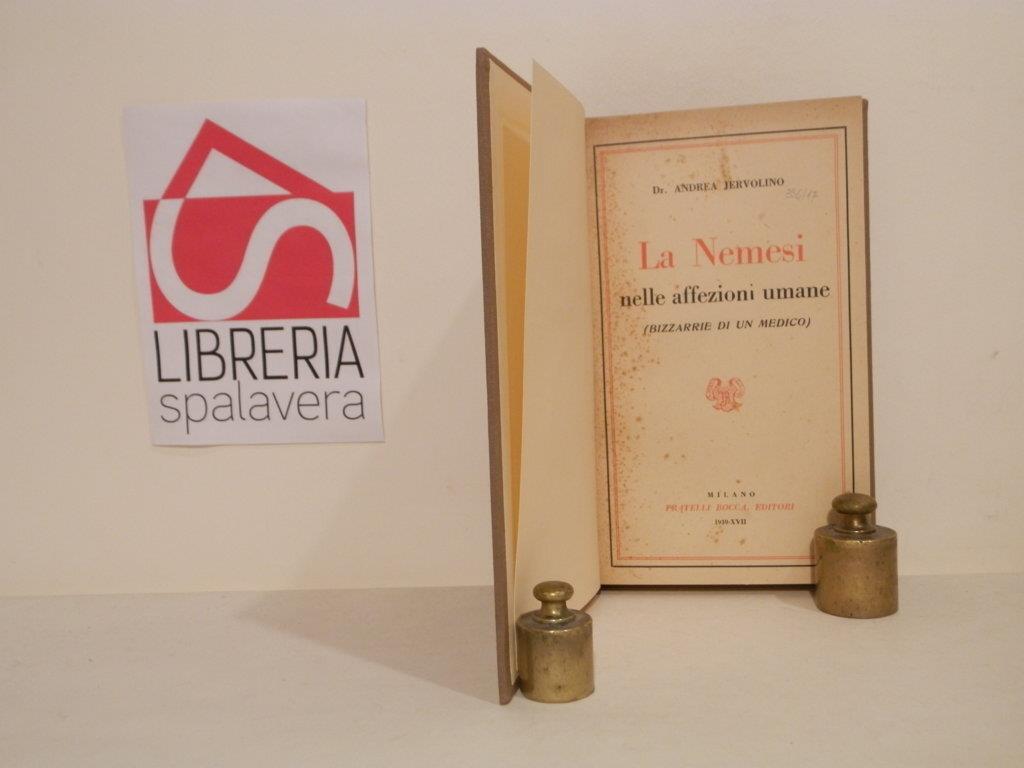 LIBRERIA
spalavera
Dr. ANDREA JERVOLINO
La Nemesi
nelle affezioni umane
(BIZZARRIE DI UN MEDICO)
MILANO
FRATELLI BOCCA, EDITORI
1939-XVII